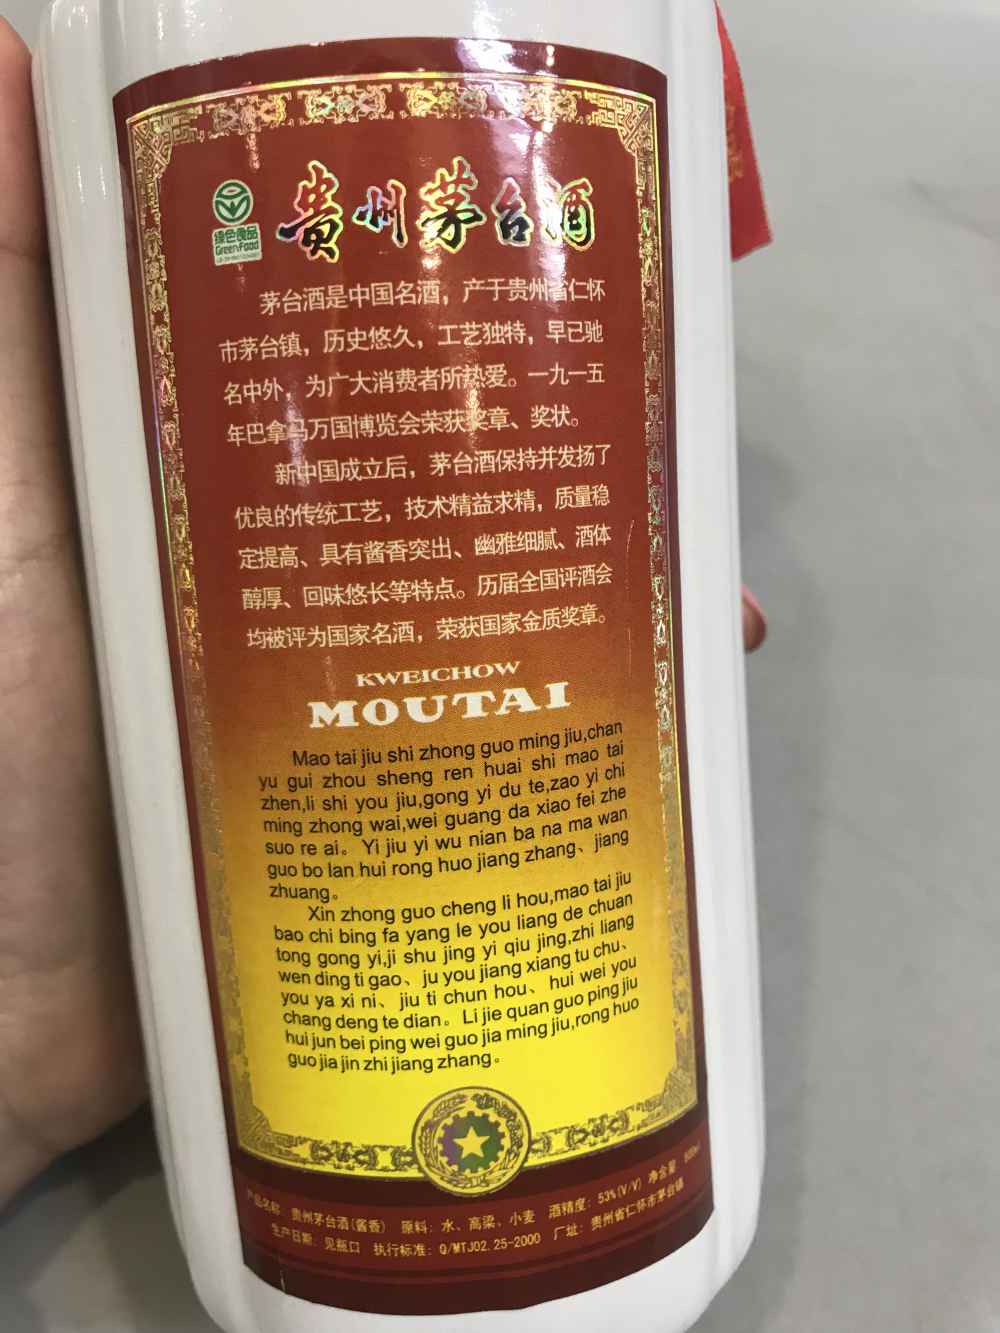 绿色食品
GreenFood
贵州茅台酒
茅台酒是中国名酒，产于贵州省仁怀
市茅台镇，历史悠久，工艺独特，早已驰
名中外，为广大消费者所热爱。一九一五
年巴拿马万国博览会荣获奖章、奖状。
新中国成立后，茅台酒保持并发扬了
优良的传统工艺，技术精益求精，质量稳
定提高、具有酱香突出、幽雅细腻、酒体
醇厚、回味悠长等特点。历届全国评酒会
均被评为国家名酒，荣获国家金质奖章。
KWEICHOW
MOUTAI
Mao tai jiu shi zhong guo ming jiu,chan
yu gui zhou sheng ren huai shi mao tai
zhen,li shi you jiu,gong yi du te,zao yi chi
ming zhong wai,wei guang da xiao fei zhe
suo re ai。Yi jiu yi wu nian ba na ma wan
guo bo lan hui rong huo jiang zhang、jiang
zhuang。
Xin zhong guo cheng li hou,mao tai jiu
bao chi bing fa yang le you liang de chuan
tong gong yi,ji shu jing yi qiu jing,zhi liang
wen ding ti gao、ju you jiang xiang tu chu、
you ya xi ni、jiu ti chun hou、hui wei you
chang deng te dian。Li jie quan guo ping jiu
hui jun bei ping wei guo jia ming jiu,rong huo
guo jia jin zhi jiang zhang。
产品名称：贵州茅台酒(酱香) 原料：水、高粱、小麦 酒精度：53%(V/V) 净含量：500ml
生产日期：见瓶口 执行标准：Q/MTJ02.25-2000 厂址：贵州省仁怀市茅台镇